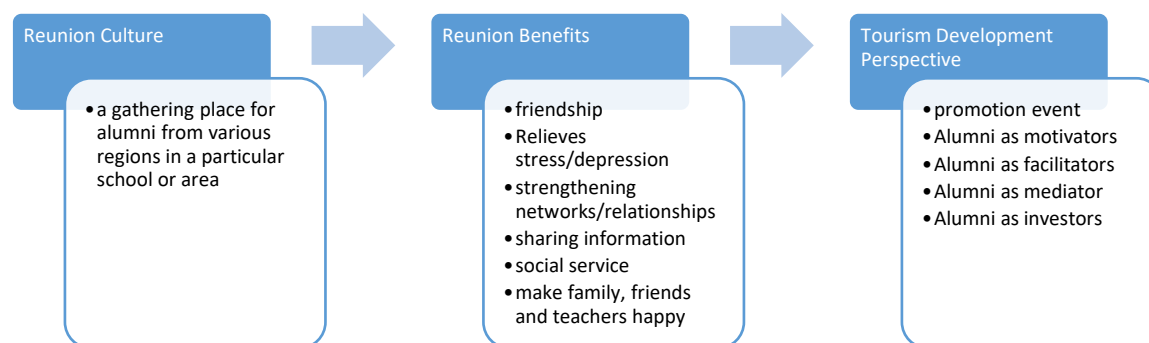 Reunion Culture
• a gathering place for
alumni from various
regions in a particular
school or area
Reunion Benefits
• friendship
• Relieves
stress/depression
• strengthening
networks/relationships
• sharing information
• social service
• make family, friends
and teachers happy
Tourism Development
Perspective
• promotion event
• Alumni as motivators
• Alumni as facilitators
• Alumni as mediator
• Alumni as investors